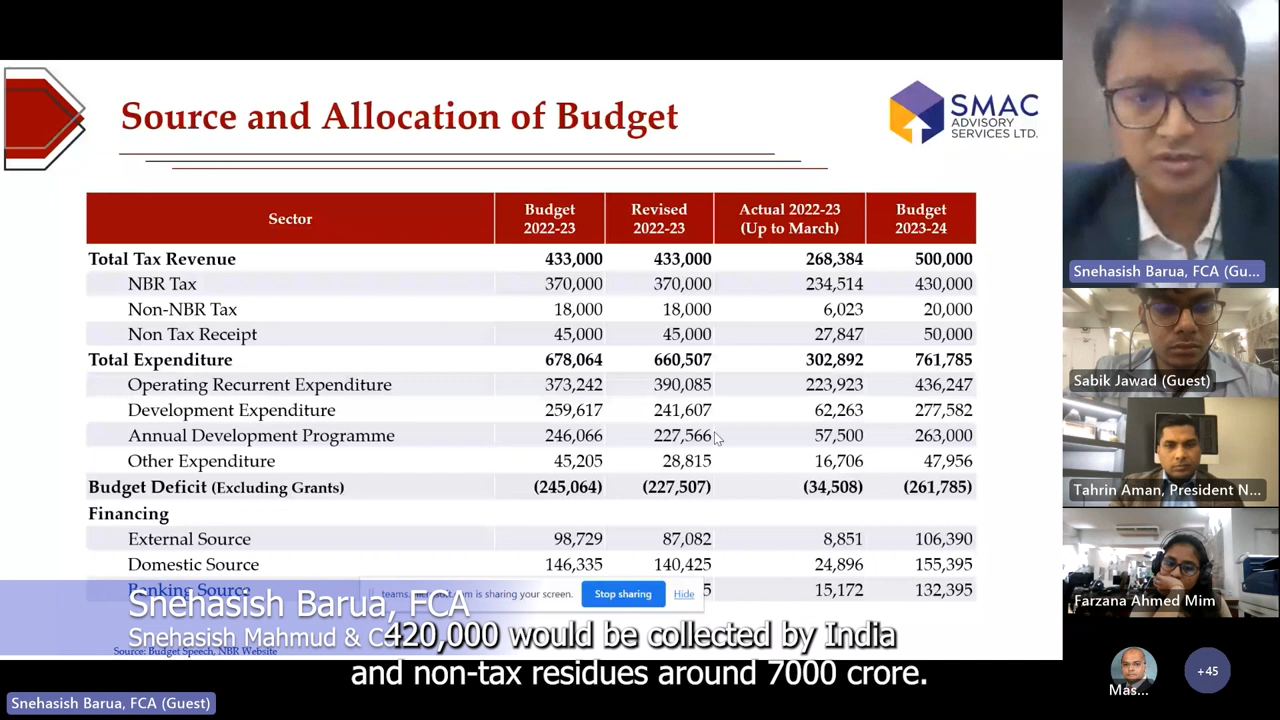 Source and Allocation of Budget
SMAC
ADVISORY
SERVICES LTD.
Sector Budget 2022-23 Revised 2022-23 Actual 2022-23 (Up to March) Budget 2023-24
Total Tax Revenue 433,000 433,000 268,384 500,000
NBR Tax 370,000 370,000 234,514 430,000
Non-NBR Tax 18,000 18,000 6,023 20,000
Non Tax Receipt 45,000 45,000 27,847 50,000
Total Expenditure 678,064 660,507 302,892 761,785
Operating Recurrent Expenditure 373,242 390,085 223,923 436,247
Development Expenditure 259,617 241,607 62,263 277,582
Annual Development Programme 246,066 227,566 57,500 263,000
Other Expenditure 45,205 28,815 16,706 47,956
Budget Deficit (Excluding Grants) (245,064) (227,507) (34,508) (261,785)
Financing
External Source 98,729 87,082 8,851 106,390
Domestic Source 146,335 140,425 24,896 155,395
Banking Source 15,172 132,395
is sharing your screen. Stop sharing Hide
Snehasish Barua, FCA
Snehasish Mahmud &
Source: Budget Speech, NBR Website
420,000 would be collected by India
and non-tax residues around 7000 crore.
Snehasish Barua, FCA (Guest)
Snehasish Barua, FCA (Gu...
Sabik Jawad (Guest)
Tahrin Aman, President N...
Farzana Ahmed Mim
Mas...
+45